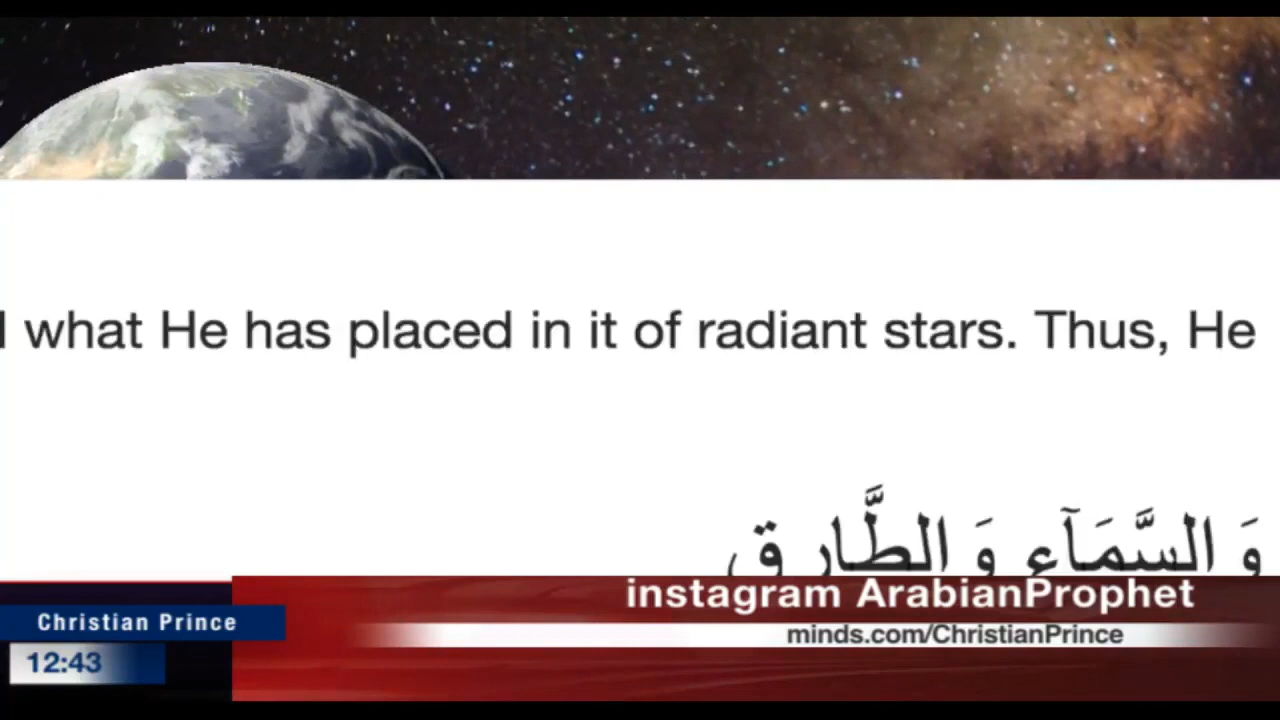 what He has placed in it of radiant stars. Thus, He
وَالسَّمَآءِ وَالطَّارِقِ
instagram ArabianProphet
minds.com/ChristianPrince
Christian Prince
12:43